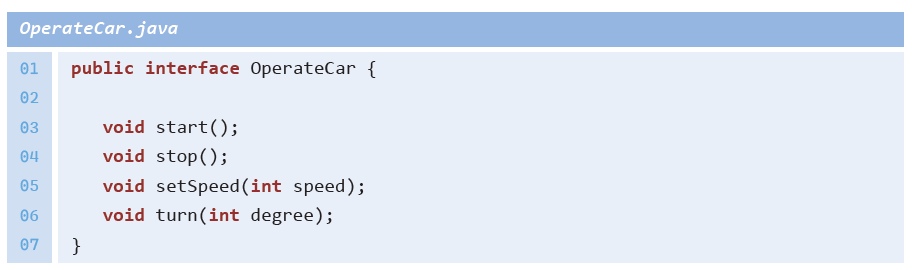 OperateCar.java
01 public interface OperateCar {
02
03 void start();
04 void stop();
05 void setSpeed(int speed);
06 void turn(int degree);
07 }